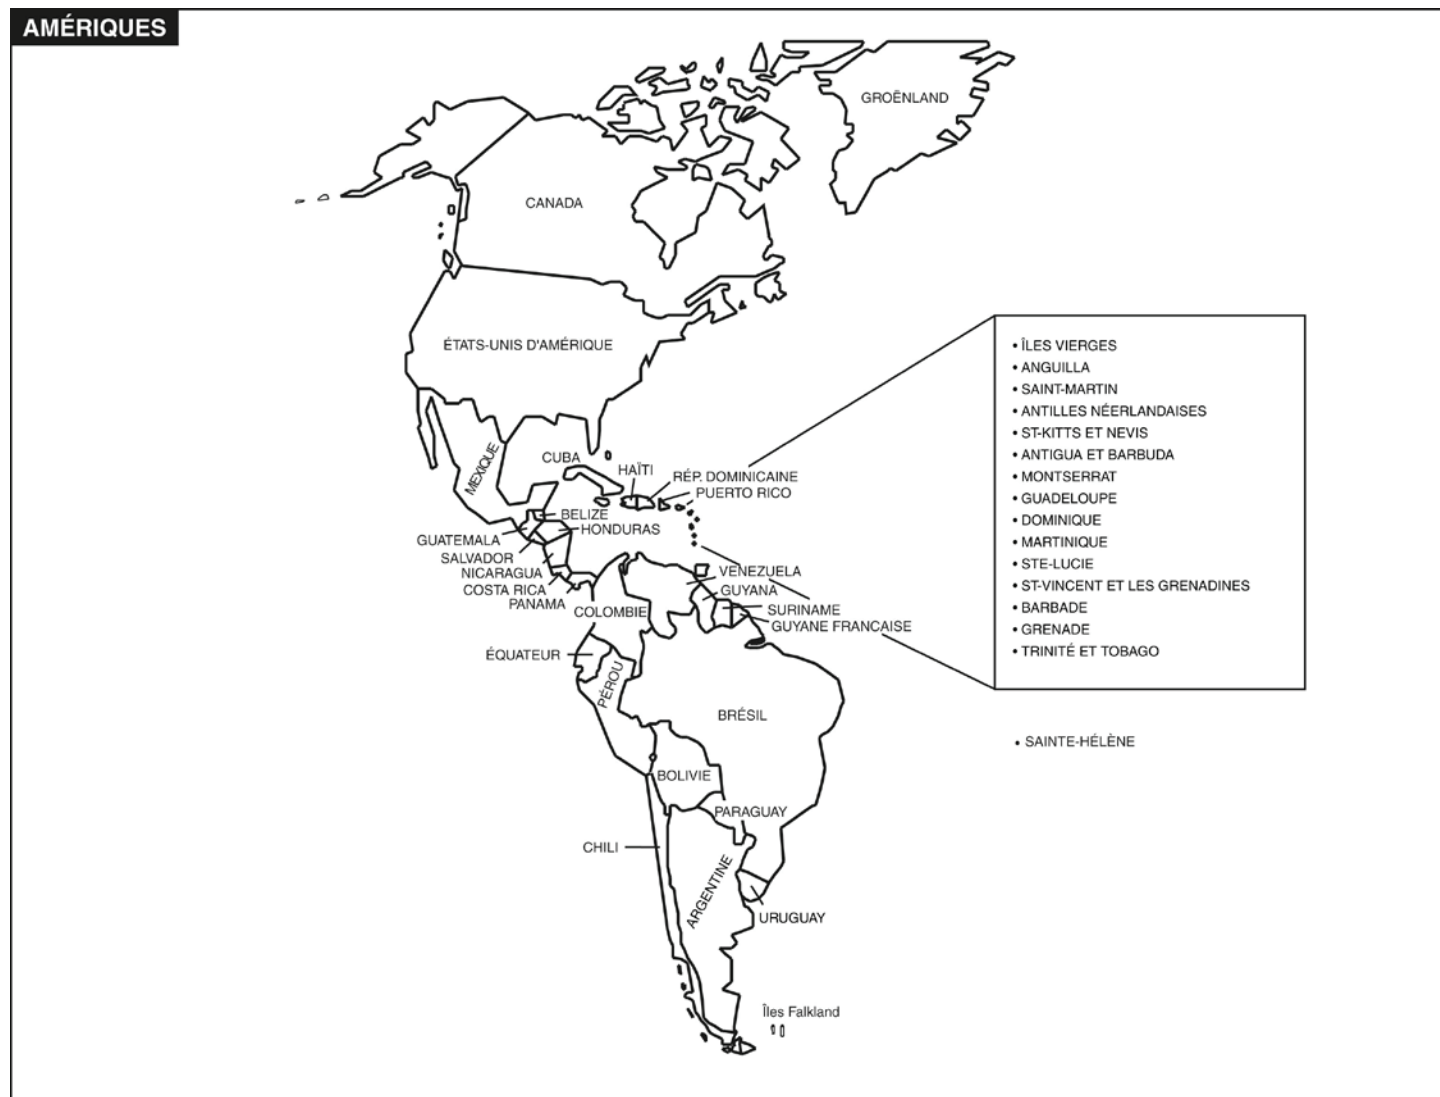 AMÉRIQUES
GROËNLAND
CANADA
ÉTATS-UNIS D'AMÉRIQUE
MEXIQUE
CUBA
HAÏTI
RÉP. DOMINICAINE
PUERTO RICO
BELIZE
HONDURAS
GUATEMALA
SALVADOR
NICARAGUA
COSTA RICA
PANAMA
VENEZUELA
GUYANA
SURINAME
GUYANE FRANCAISE
COLOMBIE
ÉQUATEUR
PÉROU
BRÉSIL
BOLIVIE
PARAGUAY
CHILI
ARGENTINE
URUGUAY
Îles Falkland
• ÎLES VIERGES
• ANGUILLA
• SAINT-MARTIN
• ANTILLES NÉERLANDAISES
• ST-KITTS ET NEVIS
• ANTIGUA ET BARBUDA
• MONTSERRAT
• GUADELOUPE
• DOMINIQUE
• MARTINIQUE
• STE-LUCIE
• ST-VINCENT ET LES GRENADINES
• BARBADE
• GRENADE
• TRINITÉ ET TOBAGO
• SAINTE-HÉLÈNE